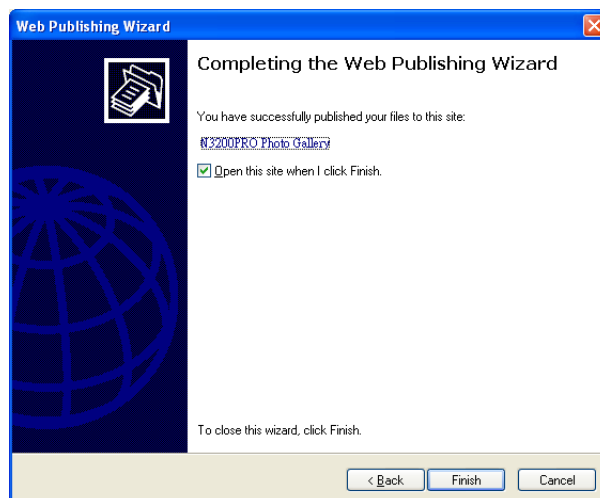 Web Publishing Wizard
Completing the Web Publishing Wizard
You have successfully published your files to this site:
N3200PRO Photo Gallery
Open this site when I click Finish.
To close this wizard, click Finish.
< Back
Finish
Cancel